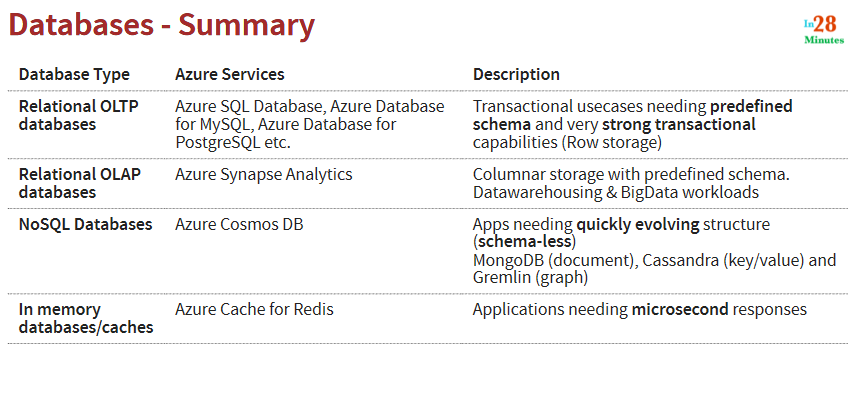 Databases - Summary
In28
Minutes
Database Type Azure Services Description
Relational OLTP databases
Azure SQL Database, Azure Database
for MySQL, Azure Database for
PostgreSQL etc.
Transactional usecases needing predefined
schema and very strong transactional
capabilities (Row storage)
Relational OLAP
databases
Azure Synapse Analytics
Columnar storage with predefined schema.
Datawarehousing & BigData workloads
NoSQL Databases
Azure Cosmos DB
Apps needing quickly evolving structure
(schema-less)
MongoDB (document), Cassandra (key/value) and
Gremlin (graph)
In memory
databases/caches
Azure Cache for Redis
Applications needing microsecond responses